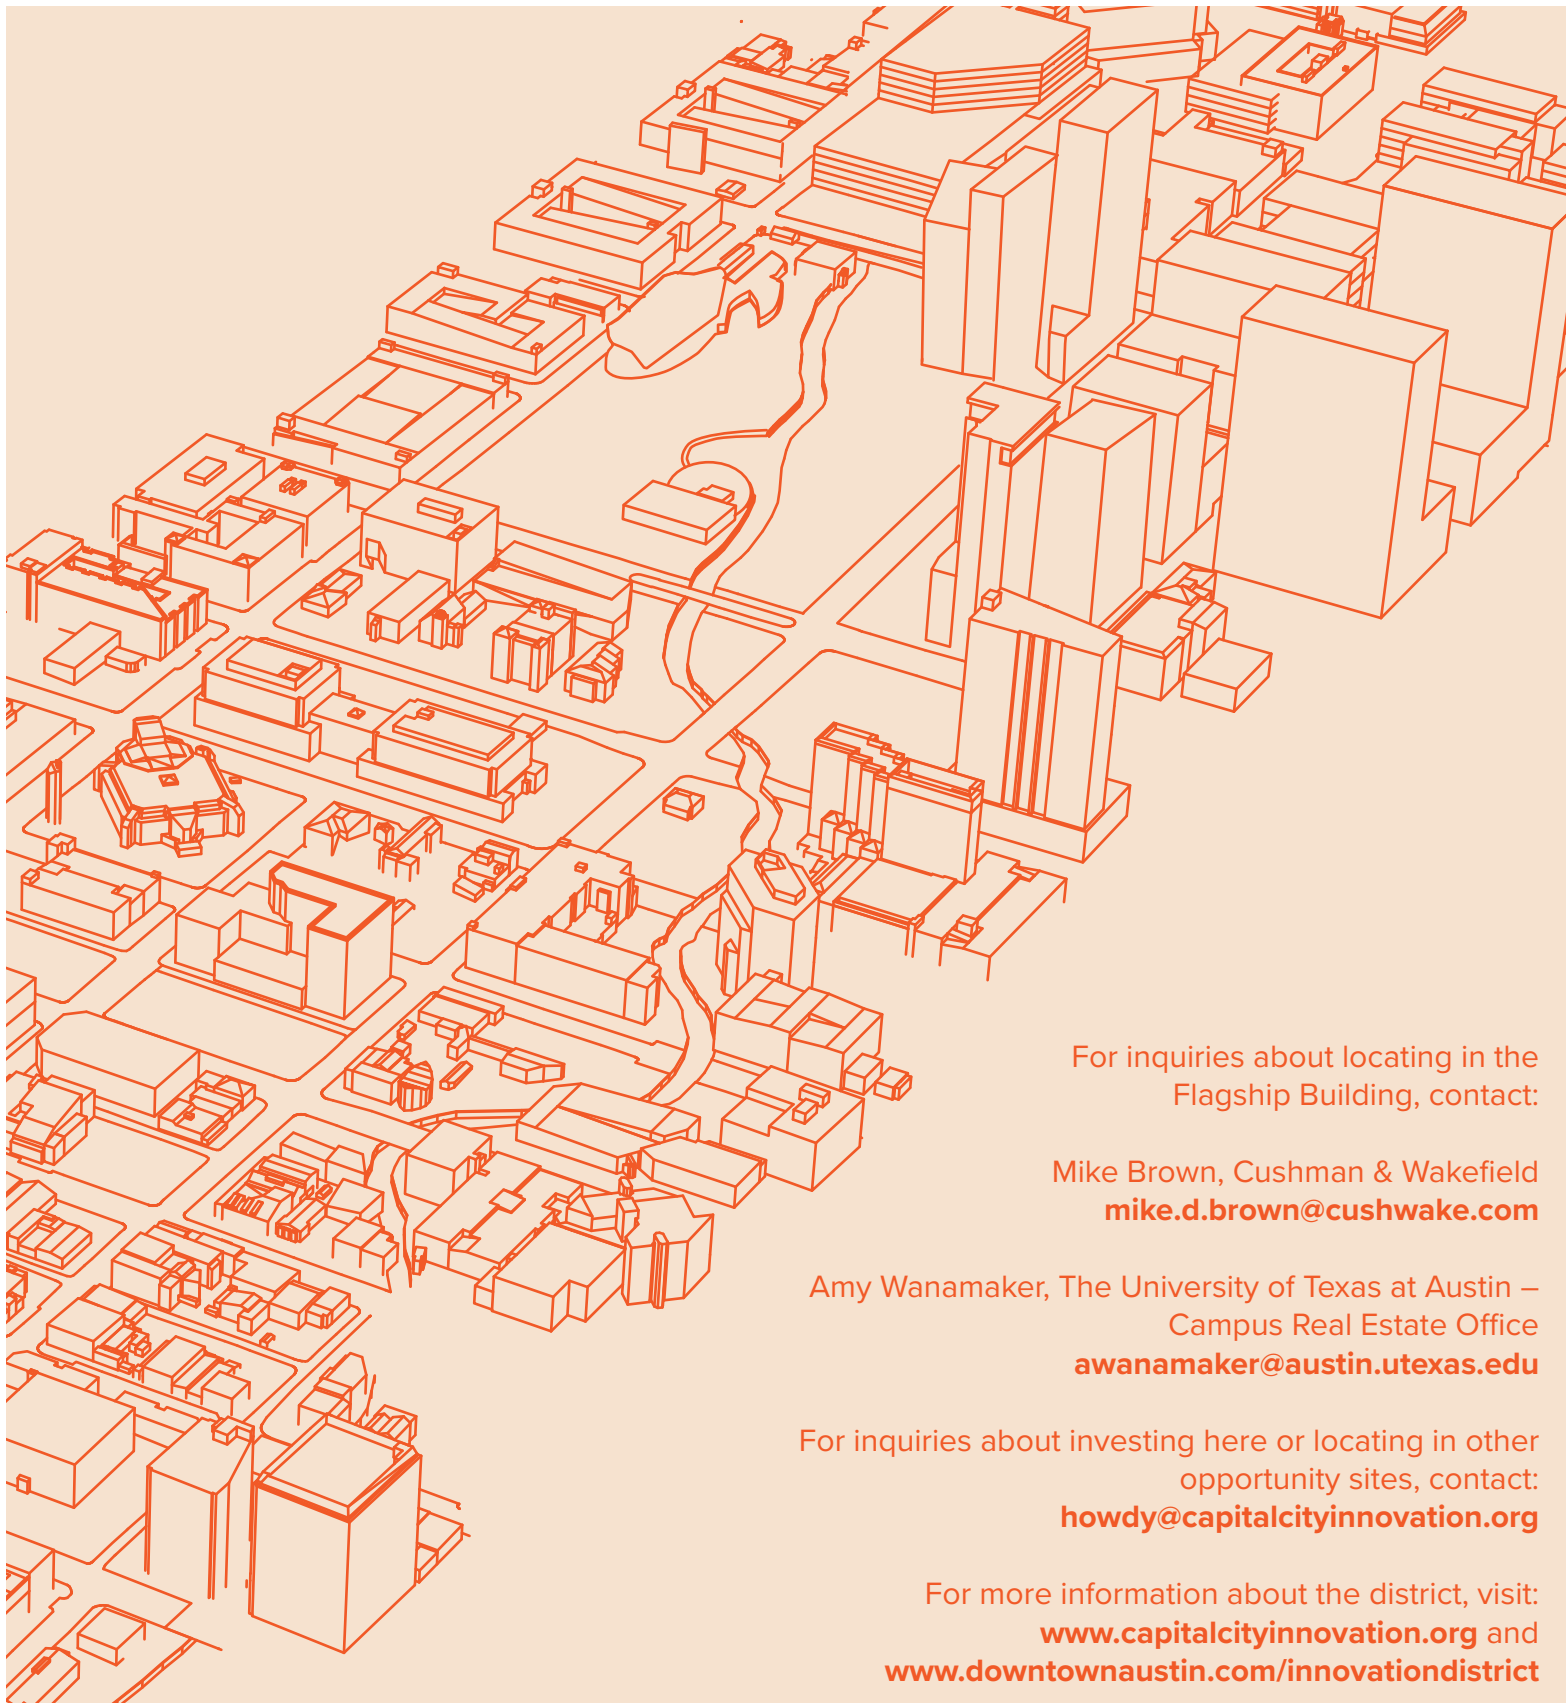 For inquiries about locating in the
Flagship Building, contact:
Mike Brown, Cushman & Wakefield
mike.d.brown@cushwake.com
Amy Wanamaker, The University of Texas at Austin –
Campus Real Estate Office
awanamaker@austin.utexas.edu
For inquiries about investing here or locating in other
opportunity sites, contact:
howdy@capitalcityinnovation.org
For more information about the district, visit:
www.capitalcityinnovation.org and
www.downtownaustin.com/innovationdistrict